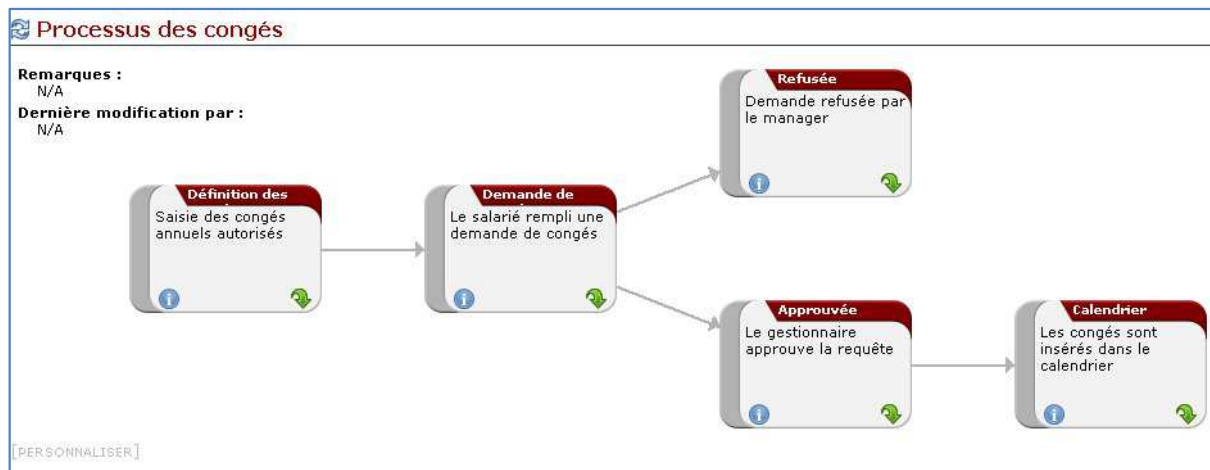 Processus des congés
Remarques :
N/A
Dernière modification par :
N/A
Définition des
Saisie des congés
annuels autorisés
Demande de
Le salarié rempli une
demande de congés
Refusée
Demande refusée par
le manager
Approuvée
Le gestionnaire
approuve la requête
Calendrier
Les congés sont
insérés dans le
calendrier
[PERSONNALISER]